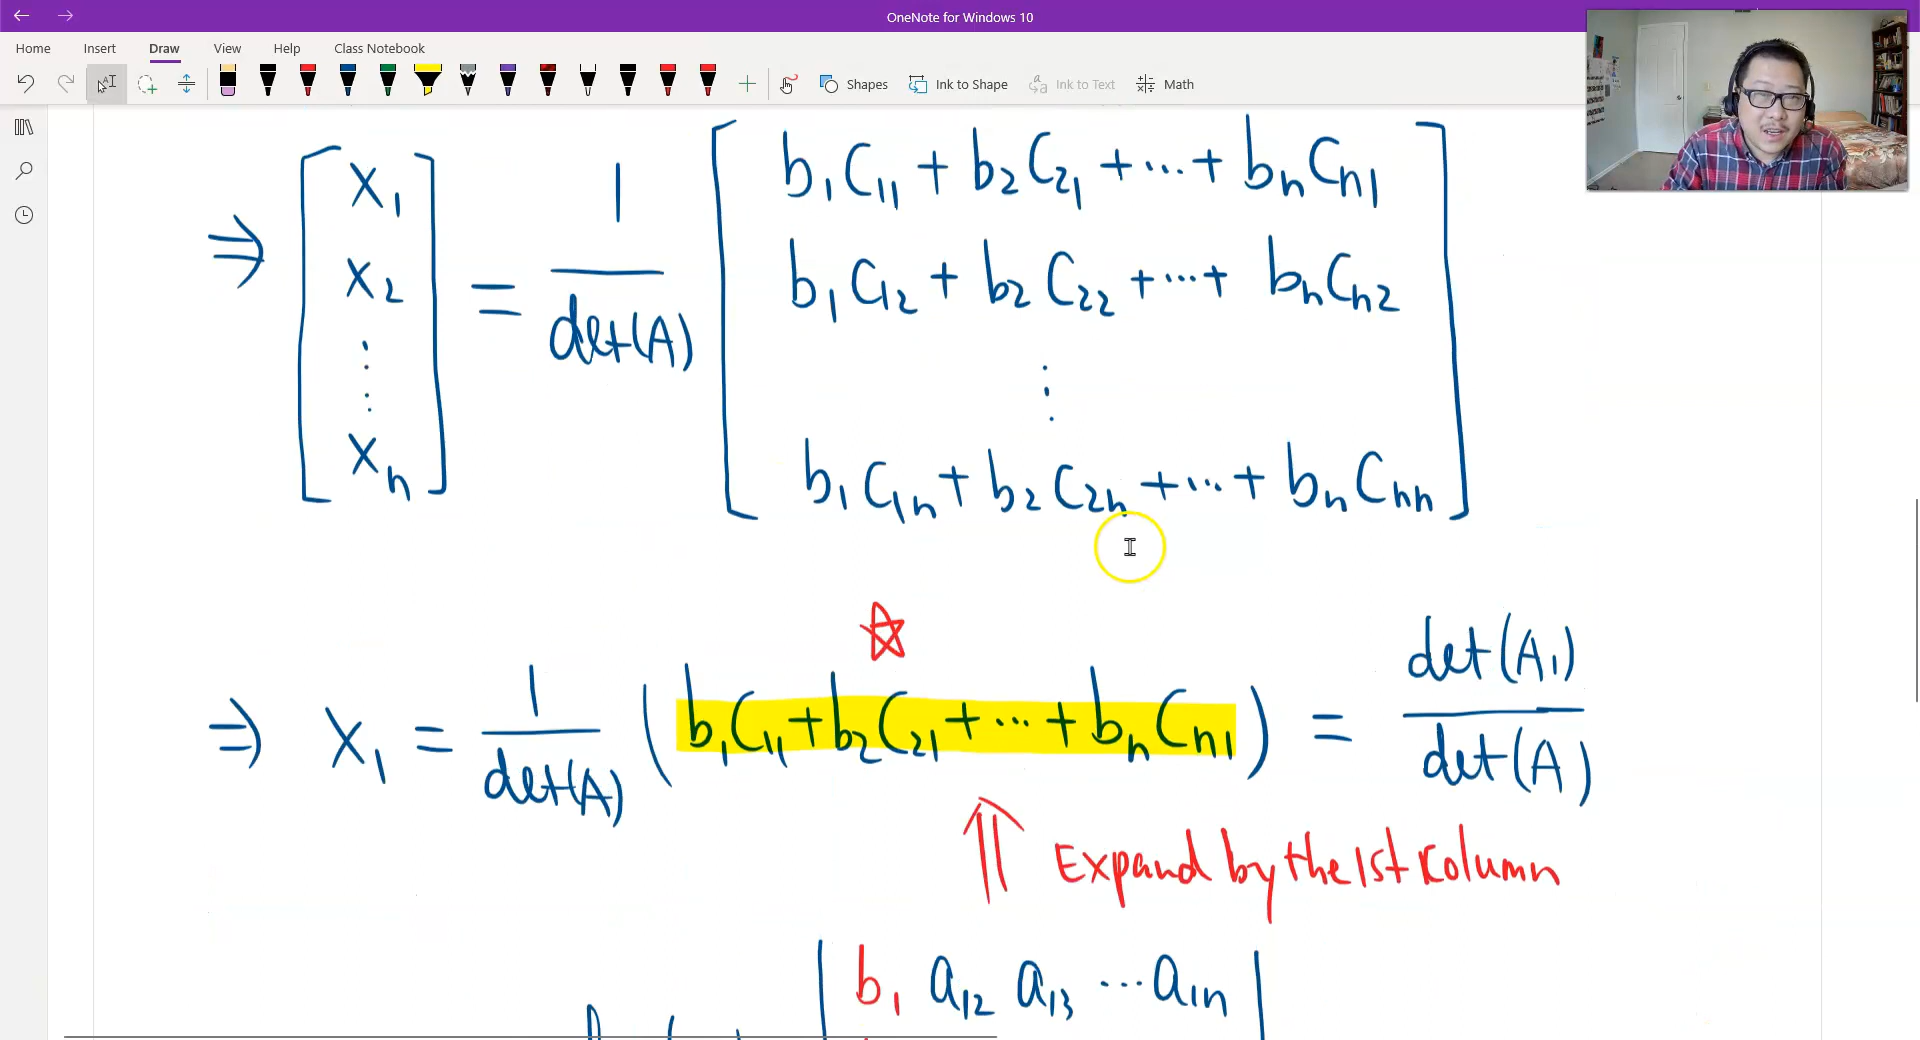 OneNote for Windows 10
Home Insert Draw View Help Class Notebook
Shapes Ink to Shape Ink to Text Math
⇒ [x₁ x₂ ⋮ xₙ] = 1/det(A) [
b₁C₁₁ + b₂C₂₁ + ⋯ + bₙCₙ₁
b₁C₁₂ + b₂C₂₂ + ⋯ + bₙCₙ₂
⋮
b₁C₁ₙ + b₂C₂ₙ + ⋯ + bₙCₙₙ ]
⇒ x₁ = 1/det(A) (b₁C₁₁ + b₂C₂₁ + ⋯ + bₙCₙ₁) = det(A₁)/det(A)
⇑ Expand by the 1st column
b₁ a₁₂ a₁₃ ⋯ a₁ₙ